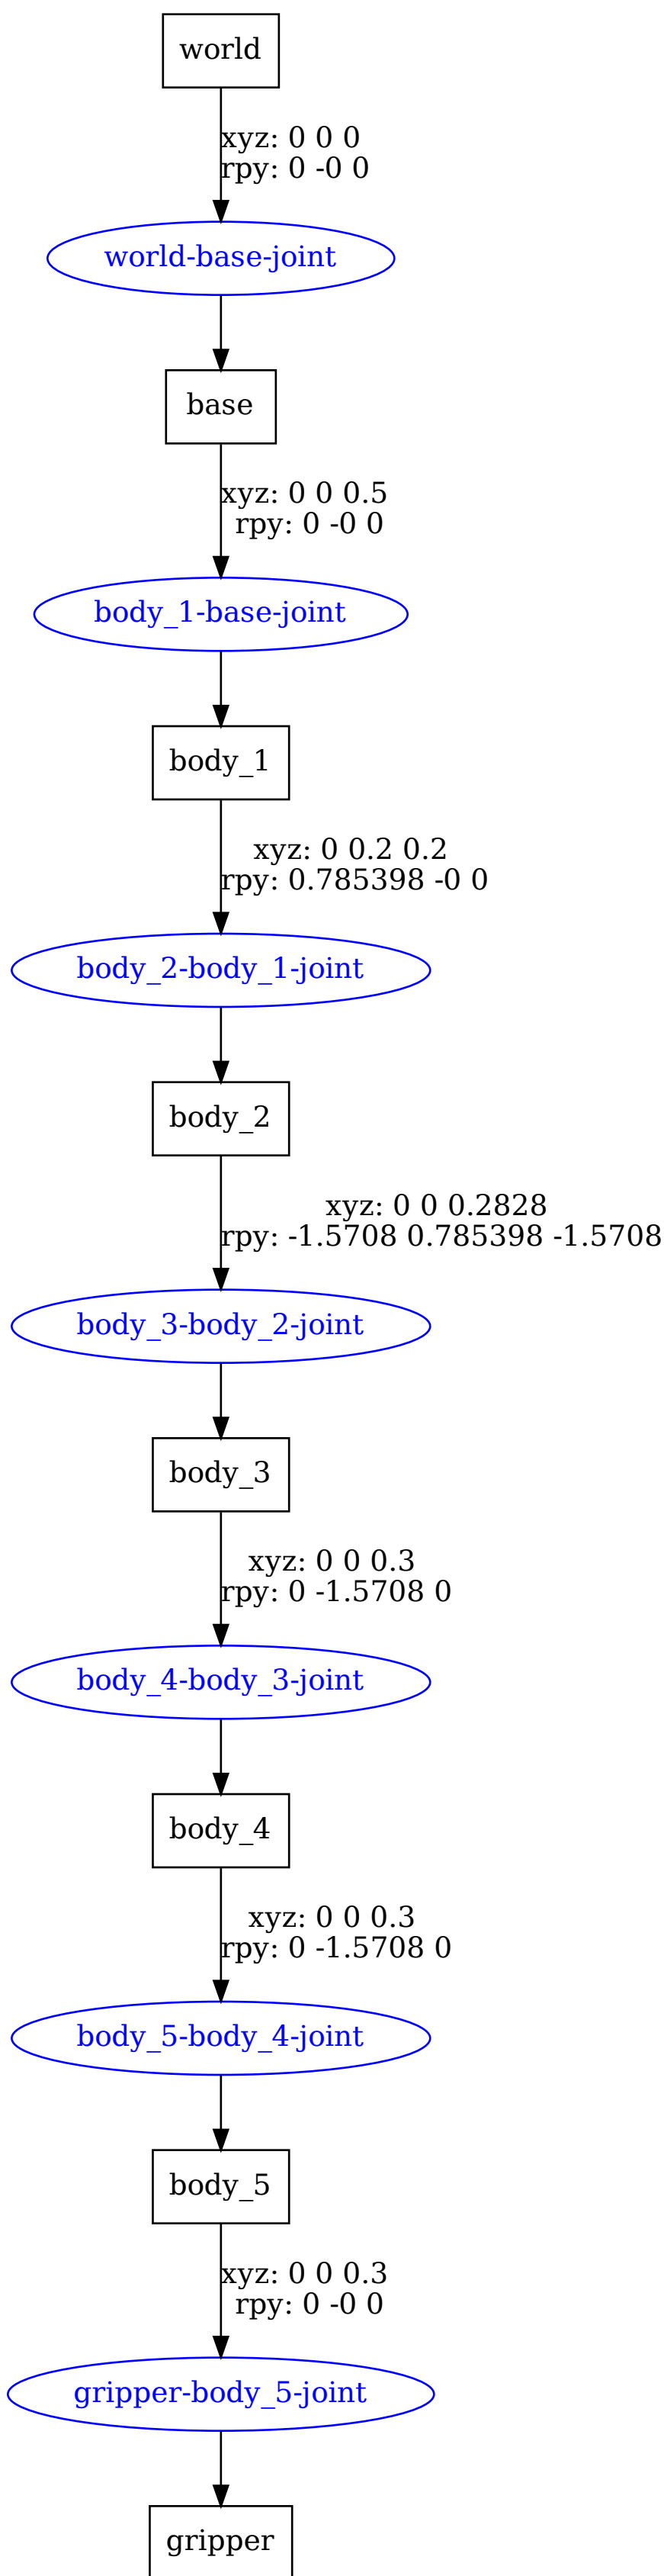 world
xyz: 0 0 0
rpy: 0 -0 0
world-base-joint
base
xyz: 0 0 0.5
rpy: 0 -0 0
body_1-base-joint
body_1
xyz: 0 0.2 0.2
rpy: 0.785398 -0 0
body_2-body_1-joint
body_2
xyz: 0 0 0.2828
rpy: -1.5708 0.785398 -1.5708
body_3-body_2-joint
body_3
xyz: 0 0 0.3
rpy: 0 -1.5708 0
body_4-body_3-joint
body_4
xyz: 0 0 0.3
rpy: 0 -1.5708 0
body_5-body_4-joint
body_5
xyz: 0 0 0.3
rpy: 0 -0 0
gripper-body_5-joint
gripper